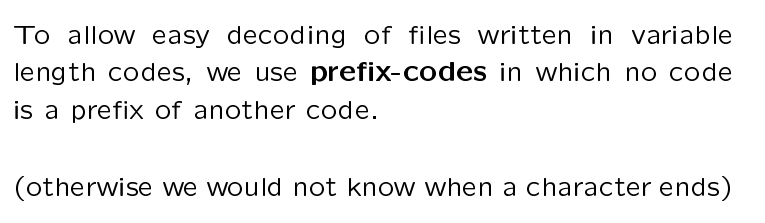 To allow easy decoding of files written in variable
length codes, we use prefix-codes in which no code
is a prefix of another code.
(otherwise we would not know when a character ends)